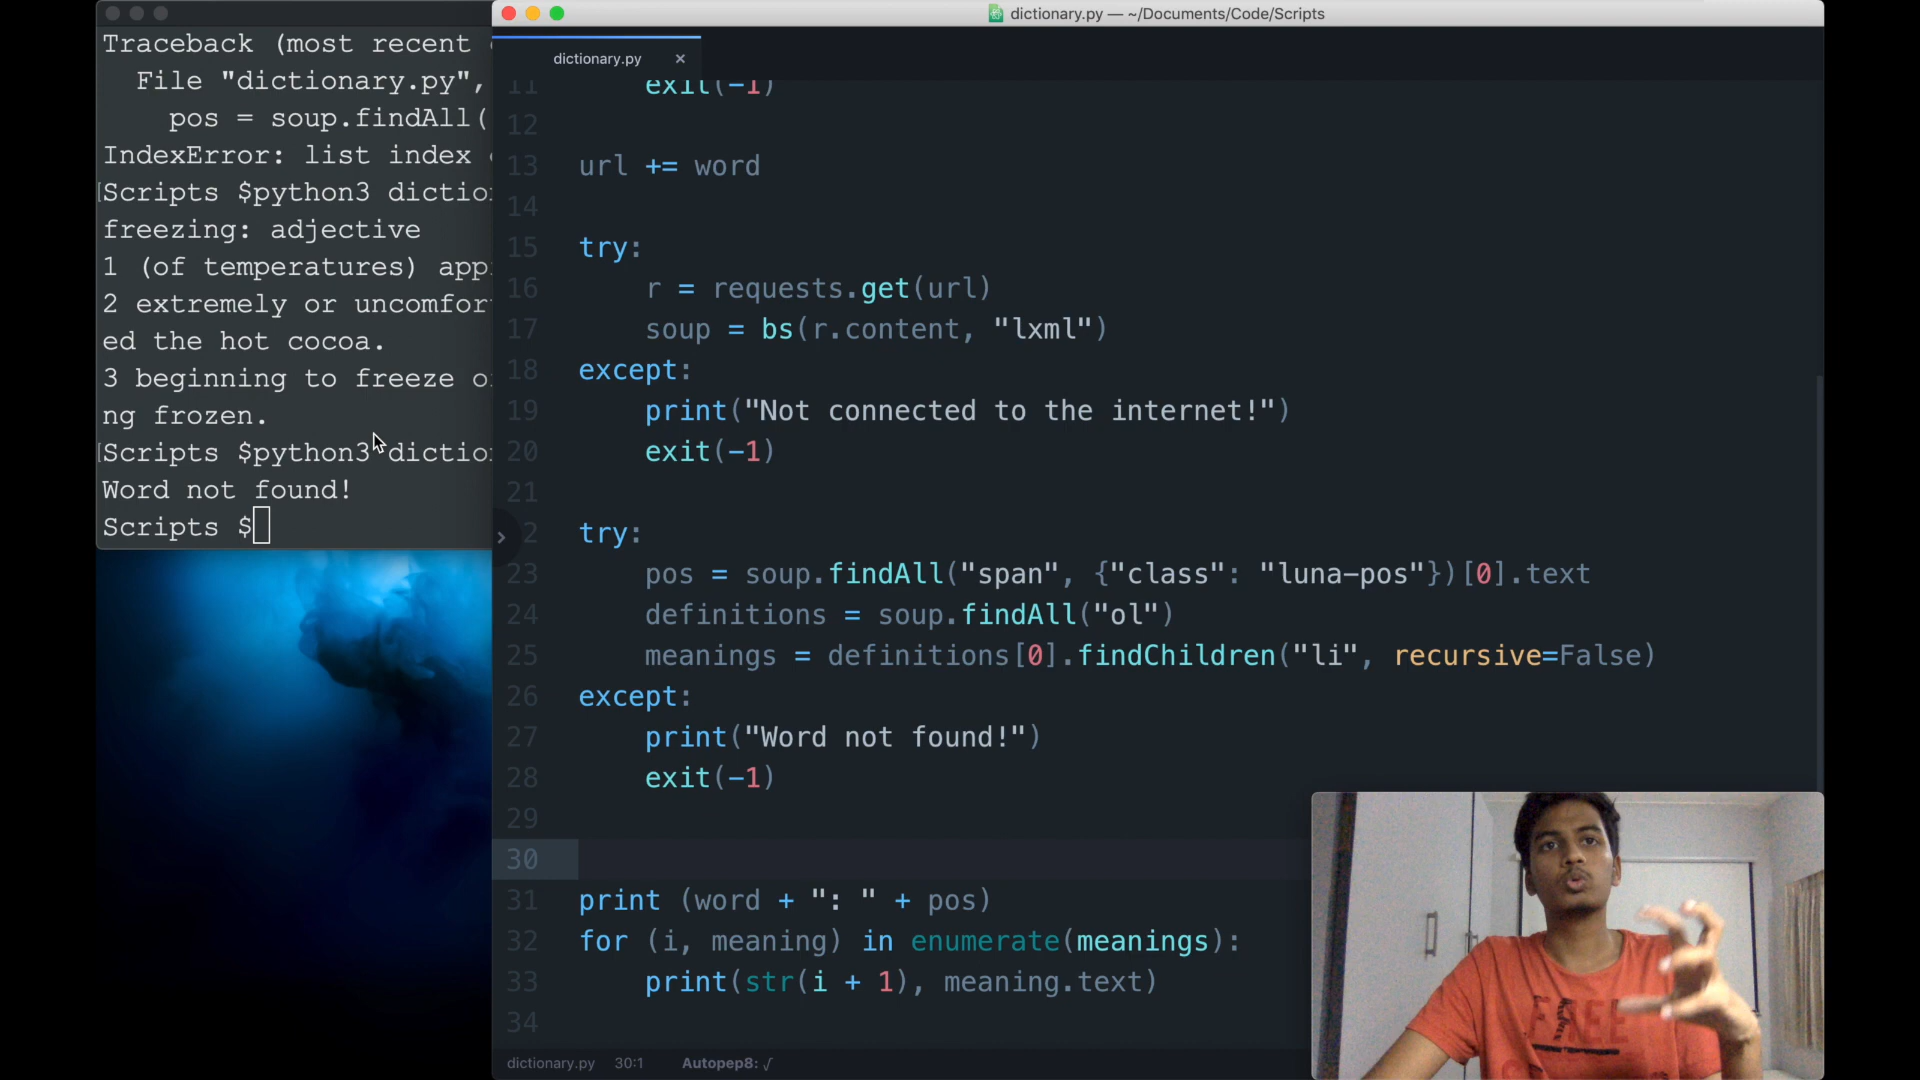 Traceback (most recent
File "dictionary.py",
pos = soup.findAll(
IndexError: list index
Scripts $python3 dictio
freezing: adjective
1 (of temperatures) app
2 extremely or uncomfor
ed the hot cocoa.
3 beginning to freeze o
ng frozen.
Scripts $python3 dictio
Word not found!
Scripts $
dictionary.py — ~/Documents/Code/Scripts
dictionary.py ×
11 exit(-1)
12
13 url += word
14
15 try:
16 r = requests.get(url)
17 soup = bs(r.content, "lxml")
18 except:
19 print("Not connected to the internet!")
20 exit(-1)
21
2 try:
23 pos = soup.findAll("span", {"class": "luna-pos"})[0].text
24 definitions = soup.findAll("ol")
25 meanings = definitions[0].findChildren("li", recursive=False)
26 except:
27 print("Word not found!")
28 exit(-1)
29
30
31 print (word + ": " + pos)
32 for (i, meaning) in enumerate(meanings):
33 print(str(i + 1), meaning.text)
34
dictionary.py 30:1 Autopep8: √
FREE